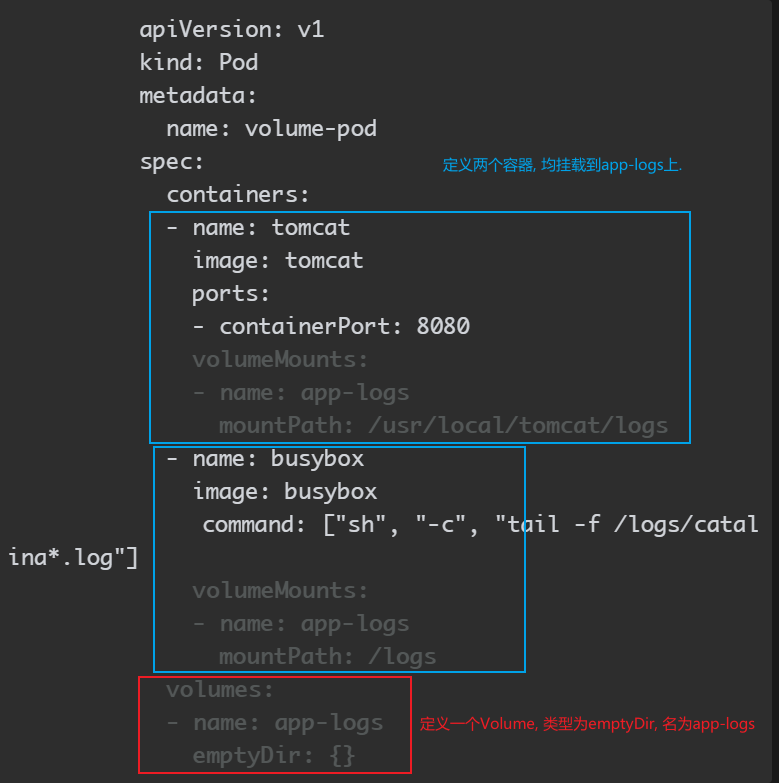 apiVersion: v1
kind: Pod
metadata:
  name: volume-pod
spec:
定义两个容器, 均挂载到app-logs上.
  containers:
  - name: tomcat
    image: tomcat
    ports:
    - containerPort: 8080
    volumeMounts:
    - name: app-logs
      mountPath: /usr/local/tomcat/logs
  - name: busybox
    image: busybox
     command: ["sh", "-c", "tail -f /logs/catal
ina*.log"]
    volumeMounts:
    - name: app-logs
      mountPath: /logs
  volumes:
  - name: app-logs
定义一个Volume, 类型为emptyDir, 名为app-logs
    emptyDir: {}